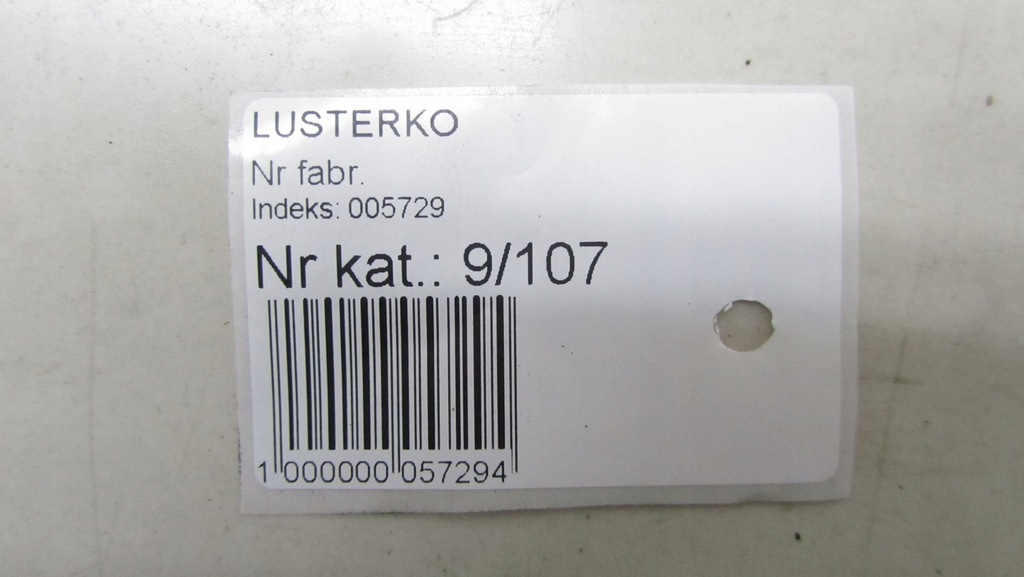 LUSTERKO
Nr fabr.
Indeks: 005729
Nr kat.: 9/107
1 000000 057294